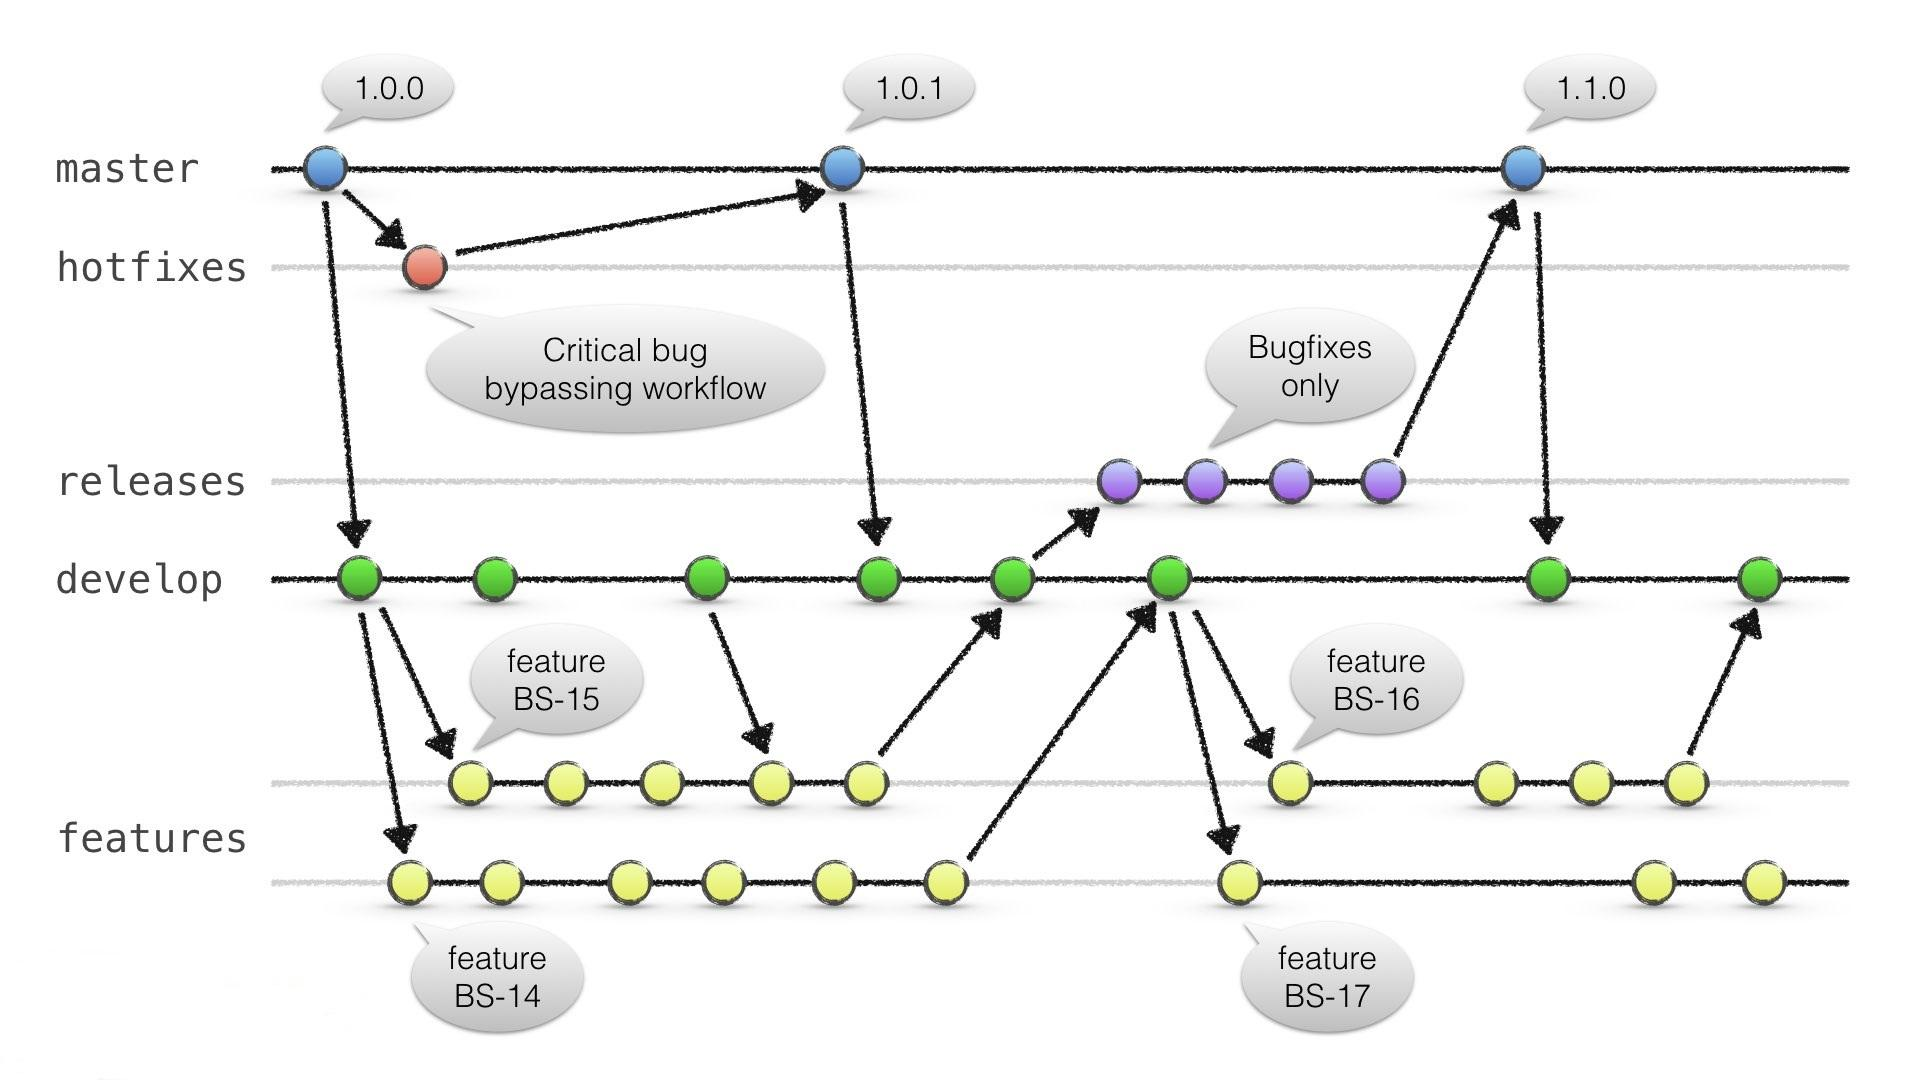 1.0.0
1.0.1
1.1.0
master
hotfixes
Critical bug
bypassing workflow
Bugfixes
only
releases
develop
feature
BS-15
feature
BS-16
features
feature
BS-14
feature
BS-17